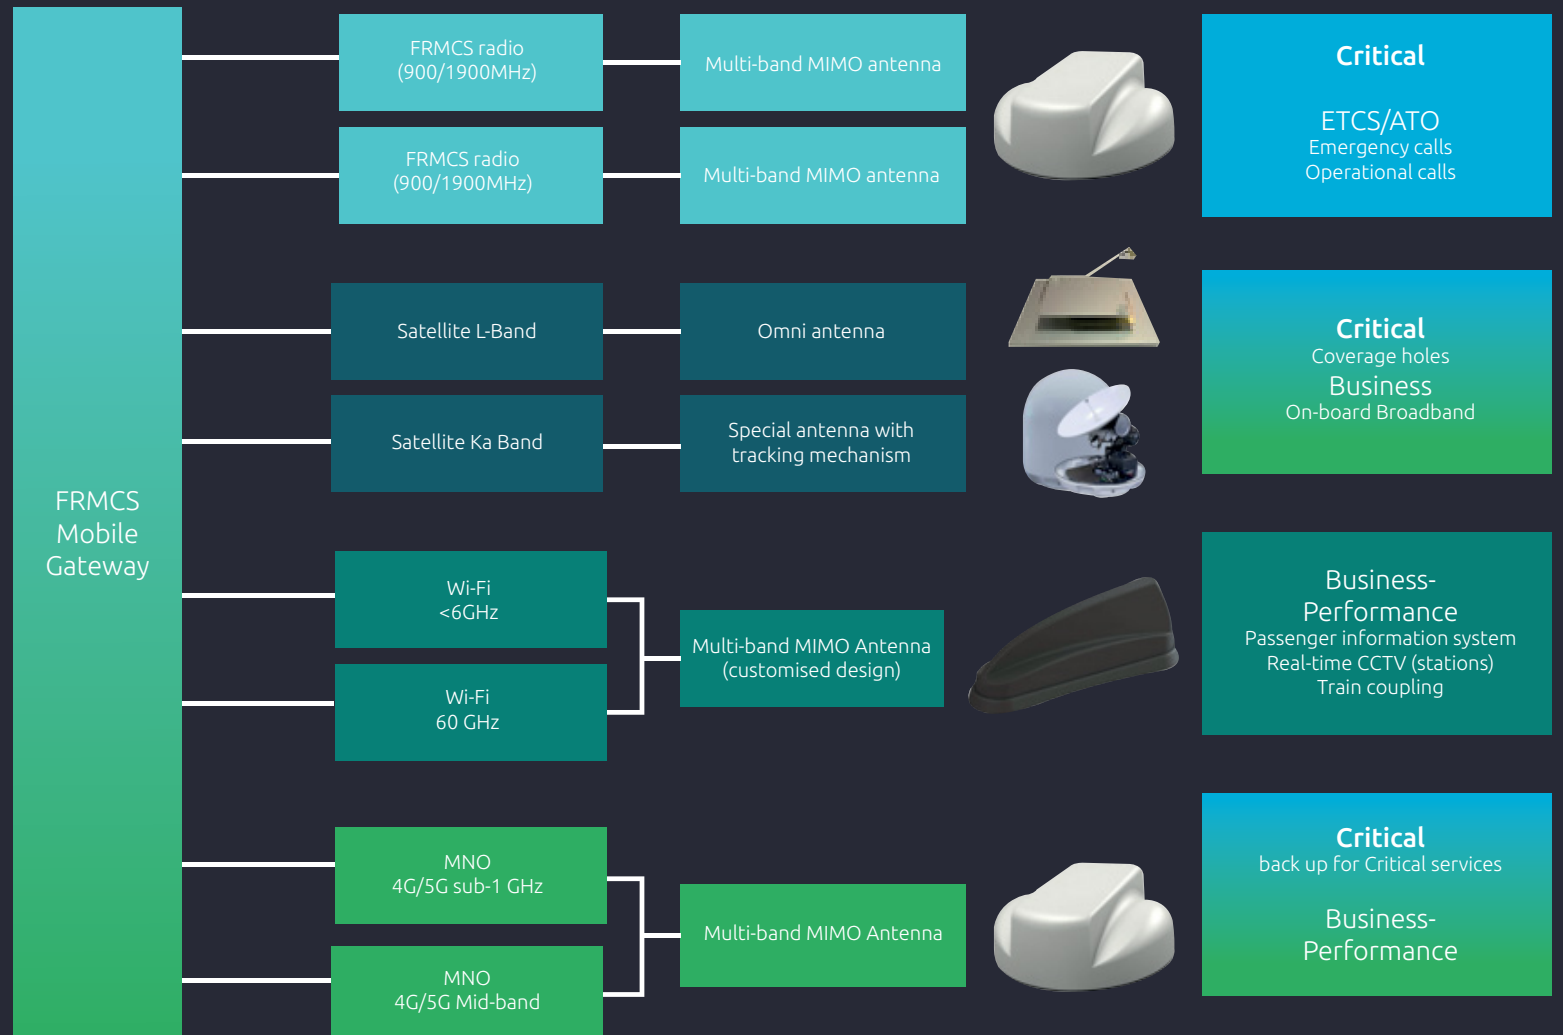 FRMCS
Mobile
Gateway
FRMCS radio
(900/1900MHz)
Multi-band MIMO antenna
FRMCS radio
(900/1900MHz)
Multi-band MIMO antenna
Critical
ETCS/ATO
Emergency calls
Operational calls
Satellite L-Band
Omni antenna
Satellite Ka Band
Special antenna with
tracking mechanism
Critical
Coverage holes
Business
On-board Broadband
Wi-Fi
<6GHz
Wi-Fi
60 GHz
Multi-band MIMO Antenna
(customised design)
Business-
Performance
Passenger information system
Real-time CCTV (stations)
Train coupling
MNO
4G/5G sub-1 GHz
MNO
4G/5G Mid-band
Multi-band MIMO Antenna
Critical
back up for Critical services
Business-
Performance